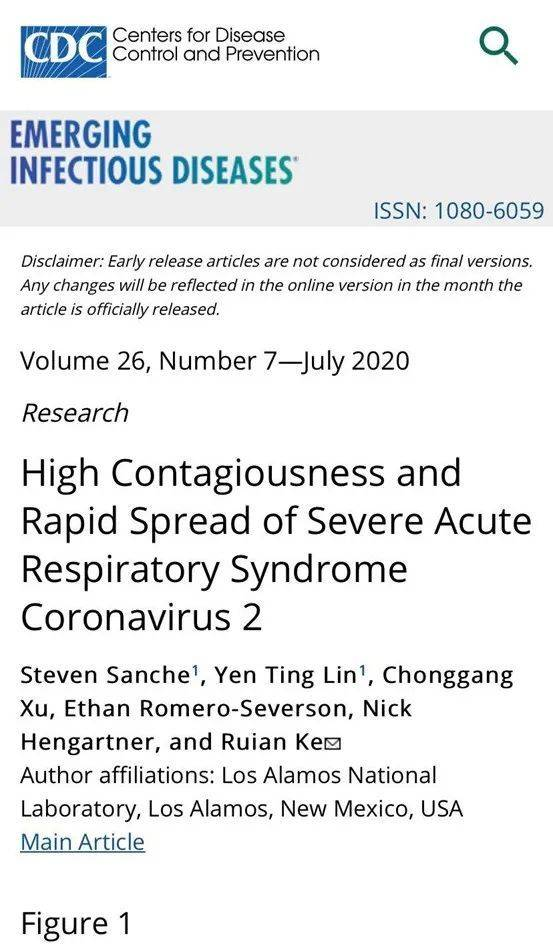 CDC
Centers for Disease
Control and Prevention
EMERGING
INFECTIOUS DISEASES®
ISSN: 1080-6059
Disclaimer: Early release articles are not considered as final versions.
Any changes will be reflected in the online version in the month the
article is officially released.
Volume 26, Number 7—July 2020
Research
High Contagiousness and
Rapid Spread of Severe Acute
Respiratory Syndrome
Coronavirus 2
Steven Sanche¹, Yen Ting Lin¹, Chonggang
Xu, Ethan Romero-Severson, Nick
Hengartner, and Ruian Ke✉
Author affiliations: Los Alamos National
Laboratory, Los Alamos, New Mexico, USA
Main Article
Figure 1